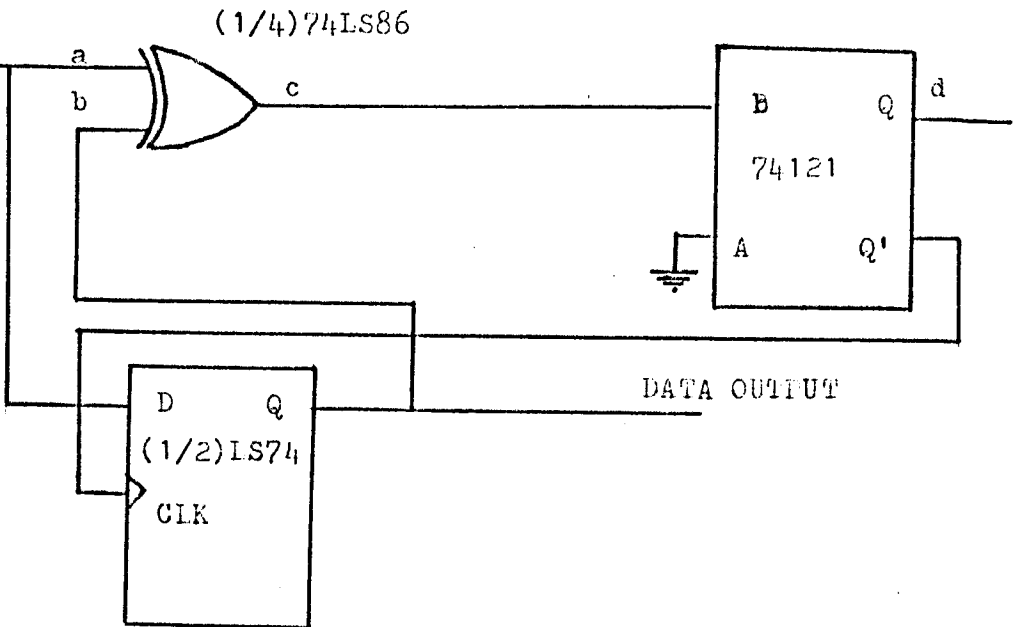 (1/4)74LS86
a
b
c
B
Q
d
74121
A
Q'
DATA OUTPUT
D
Q
(1/2)LS74
CLK